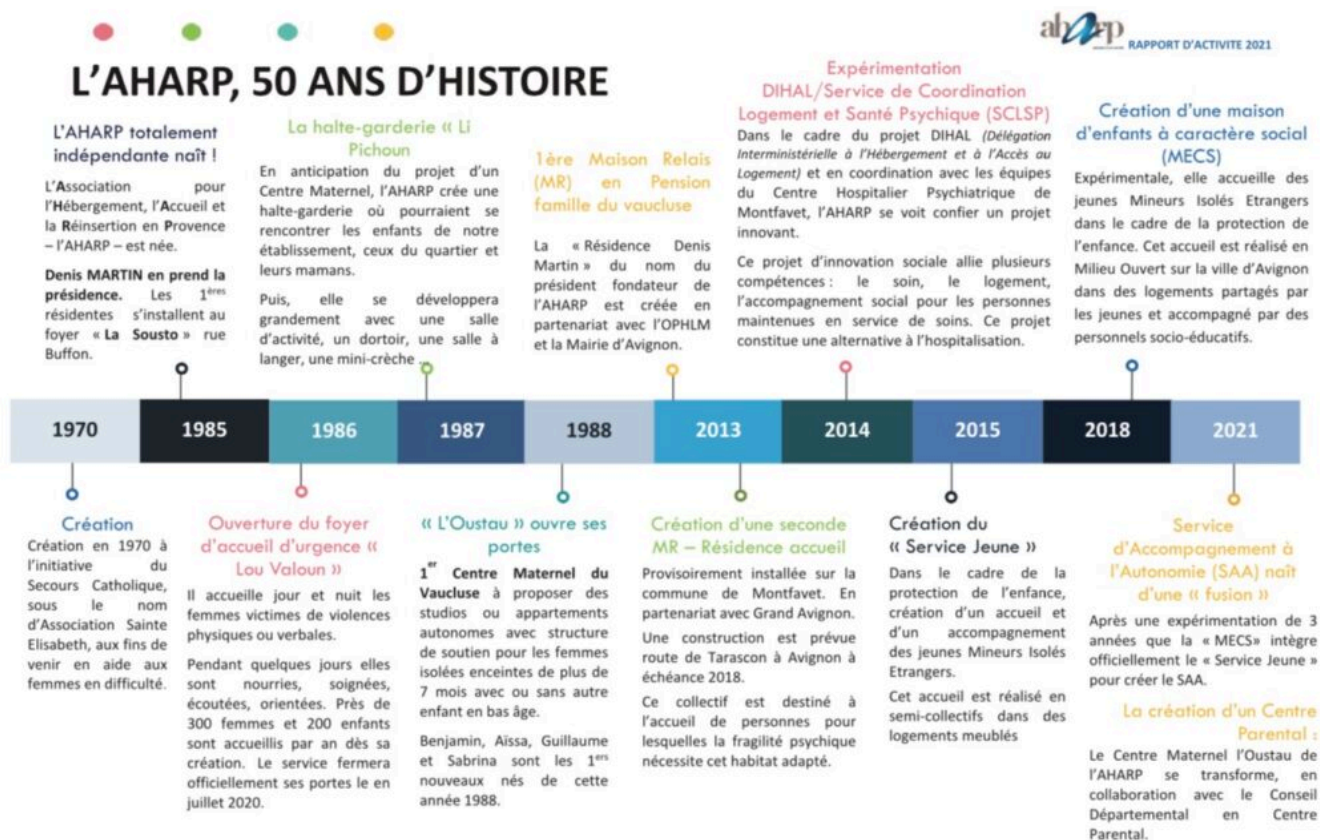 aharp
RAPPORT D'ACTIVITE 2021
L'AHARP, 50 ANS D'HISTOIRE
L'AHARP totalement
indépendante naît !
L'Association pour
l'Hébergement, l'Accueil et
la Réinsertion en Provence
– l'AHARP – est née.
Denis MARTIN en prend la
présidence. Les 1ères
résidentes s'installent au
foyer « La Sousto » rue
Buffon.
La halte-garderie « Li
Pichoun
En anticipation du projet d'un
Centre Maternel, l'AHARP crée une
halte-garderie où pourraient se
rencontrer les enfants de notre
établissement, ceux du quartier et
leurs mamans.
Puis, elle se développera
grandement avec une salle
d'activité, un dortoir, une salle à
langer, une mini-crèche ...
1ère Maison Relais
(MR) en Pension
famille du vaucluse
La « Résidence Denis
Martin » du nom du
président fondateur de
l'AHARP est créée en
partenariat avec l'OPHLM
et la Mairie d'Avignon.
Expérimentation
DIHAL/Service de Coordination
Logement et Santé Psychique (SCLSP)
Dans le cadre du projet DIHAL (Délégation
Interministérielle à l'Hébergement et à l'Accès au
Logement) et en coordination avec les équipes
du Centre Hospitalier Psychiatrique de
Montfavet, l'AHARP se voit confier un projet
innovant.
Ce projet d'innovation sociale allie plusieurs
compétences : le soin, le logement,
l'accompagnement social pour les personnes
maintenues en service de soins. Ce projet
constitue une alternative à l'hospitalisation.
Création d'une maison
d'enfants à caractère social
(MECS)
Expérimentale, elle accueille des
jeunes Mineurs Isolés Etrangers
dans le cadre de la protection de
l'enfance. Cet accueil est réalisé en
Milieu Ouvert sur la ville d'Avignon
dans des logements partagés par
les jeunes et accompagné par des
personnels socio-éducatifs.
1970 1985 1986 1987 1988 2013 2014 2015 2018 2021
Création
Création en 1970 à
l'initiative du
Secours Catholique,
sous le nom
d'Association Sainte
Elisabeth, aux fins de
venir en aide aux
femmes en difficulté.
Ouverture du foyer
d'accueil d'urgence «
Lou Valoun »
Il accueille jour et nuit les
femmes victimes de violences
physiques ou verbales.
Pendant quelques jours elles
sont nourries, soignées,
écoutées, orientées. Près de
300 femmes et 200 enfants
sont accueillis par an dès sa
création. Le service fermera
officiellement ses portes le en
juillet 2020.
« L'Oustau » ouvre ses
portes
1er Centre Maternel du
Vaucluse à proposer des
studios ou appartements
autonomes avec structure
de soutien pour les femmes
isolées enceintes de plus de
7 mois avec ou sans autre
enfant en bas âge.
Benjamin, Aïssa, Guillaume
et Sabrina sont les 1ers
nouveaux nés de cette
année 1988.
Création d'une seconde
MR – Résidence accueil
Provisoirement installée sur la
commune de Montfavet. En
partenariat avec Grand Avignon.
Une construction est prévue
route de Tarascon à Avignon à
échéance 2018.
Ce collectif est destiné à
l'accueil de personnes pour
lesquelles la fragilité psychique
nécessite cet habitat adapté.
Création du
« Service Jeune »
Dans le cadre de la
protection de l'enfance,
création d'un accueil et
d'un accompagnement
des jeunes Mineurs Isolés
Etrangers.
Cet accueil est réalisé en
semi-collectifs dans des
logements meublés
Service
d'Accompagnement à
l'Autonomie (SAA) naît
d'une « fusion »
Après une expérimentation de 3
années que la « MECS» intègre
officiellement le « Service Jeune »
pour créer le SAA.
La création d'un Centre
Parental :
Le Centre Maternel l'Oustau de
l'AHARP se transforme, en
collaboration avec le Conseil
Départemental en Centre
Parental.